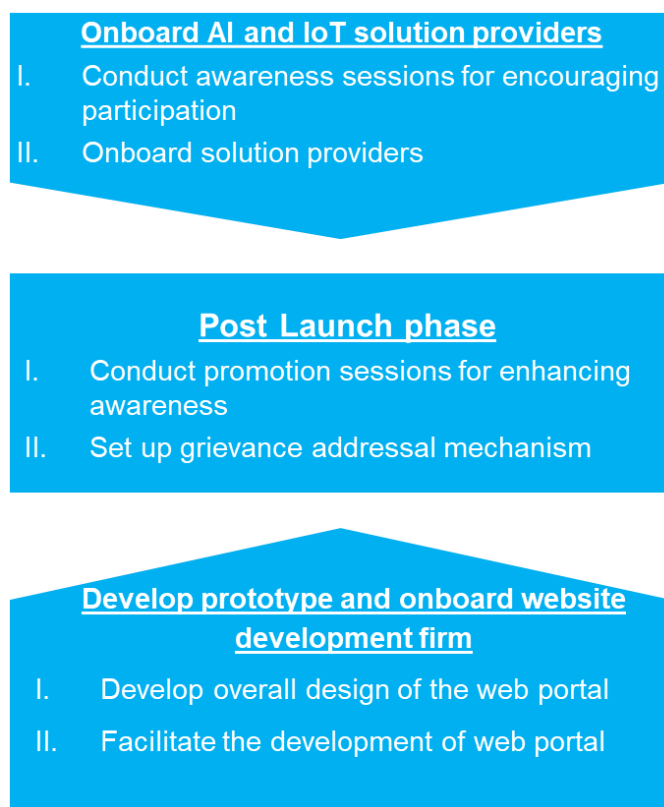 Onboard AI and IoT solution providers
I. Conduct awareness sessions for encouraging
participation
II. Onboard solution providers
Post Launch phase
I. Conduct promotion sessions for enhancing
awareness
II. Set up grievance addressal mechanism
Develop prototype and onboard website
development firm
I. Develop overall design of the web portal
II. Facilitate the development of web portal